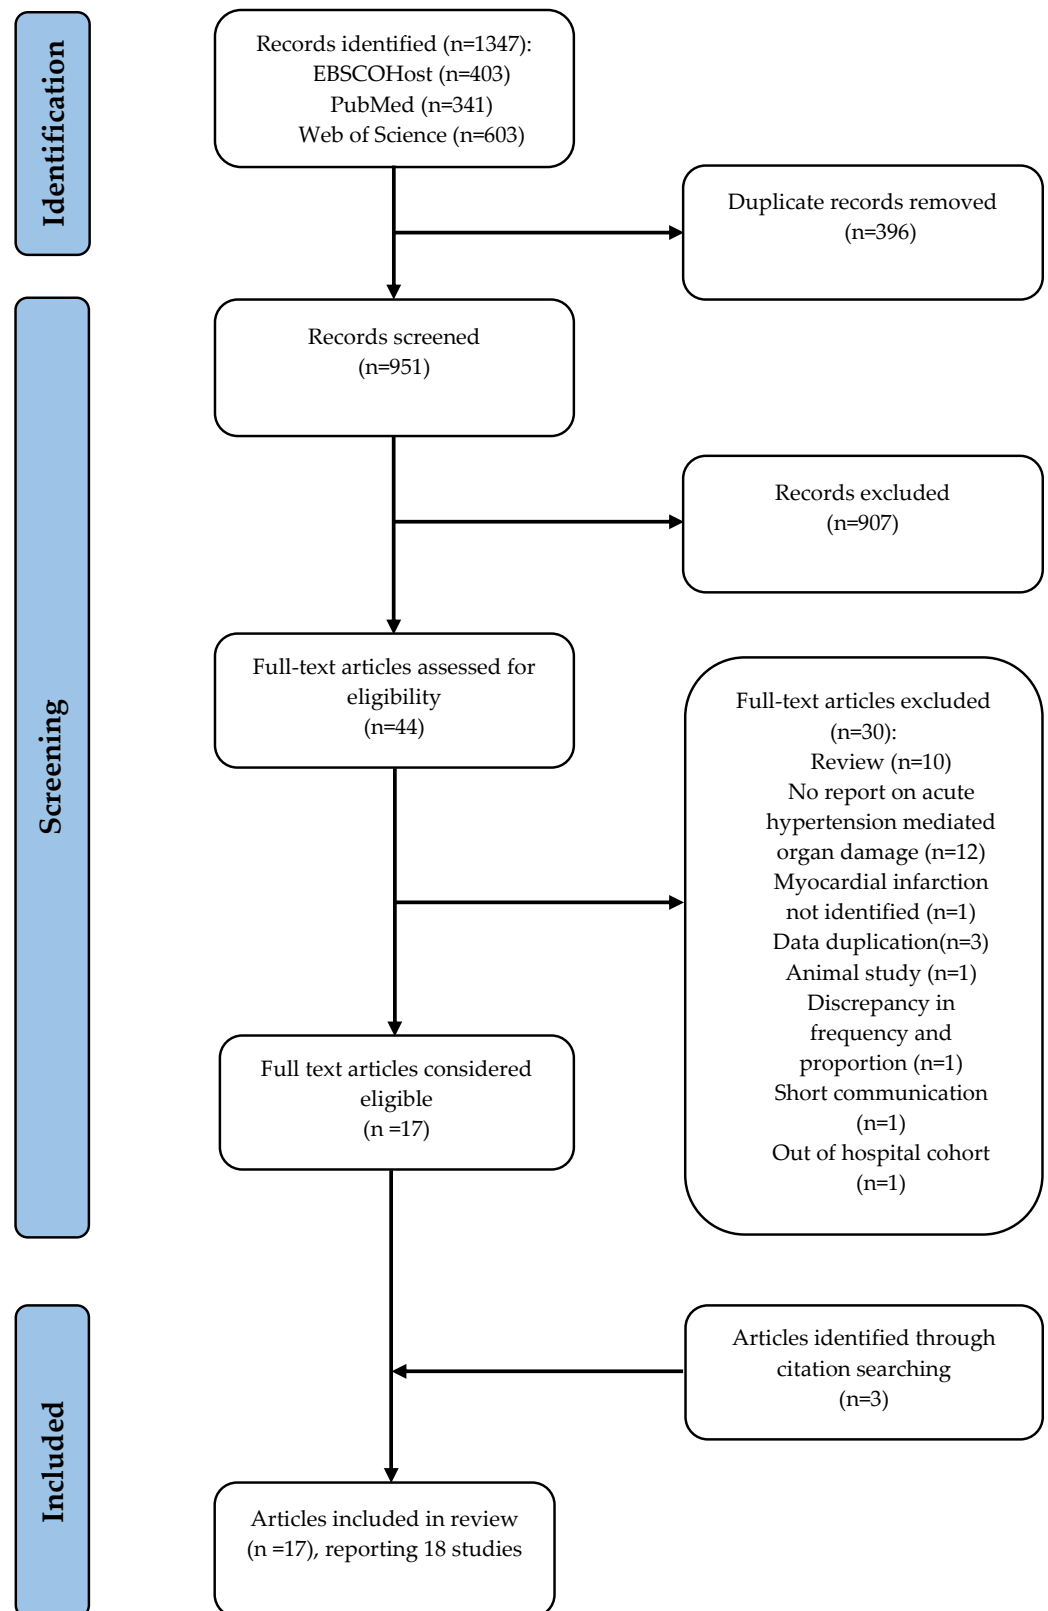 Identification
Records identified (n=1347):
EBSCOHost (n=403)
PubMed (n=341)
Web of Science (n=603)
Duplicate records removed
(n=396)
Screening
Records screened
(n=951)
Records excluded
(n=907)
Full-text articles assessed for
eligibility
(n=44)
Full-text articles excluded
(n=30):
Review (n=10)
No report on acute
hypertension mediated
organ damage (n=12)
Myocardial infarction
not identified (n=1)
Data duplication(n=3)
Animal study (n=1)
Discrepancy in
frequency and
proportion (n=1)
Short communication
(n=1)
Out of hospital cohort
(n=1)
Full text articles considered
eligible
(n =17)
Included
Articles identified through
citation searching
(n=3)
Articles included in review
(n =17), reporting 18 studies